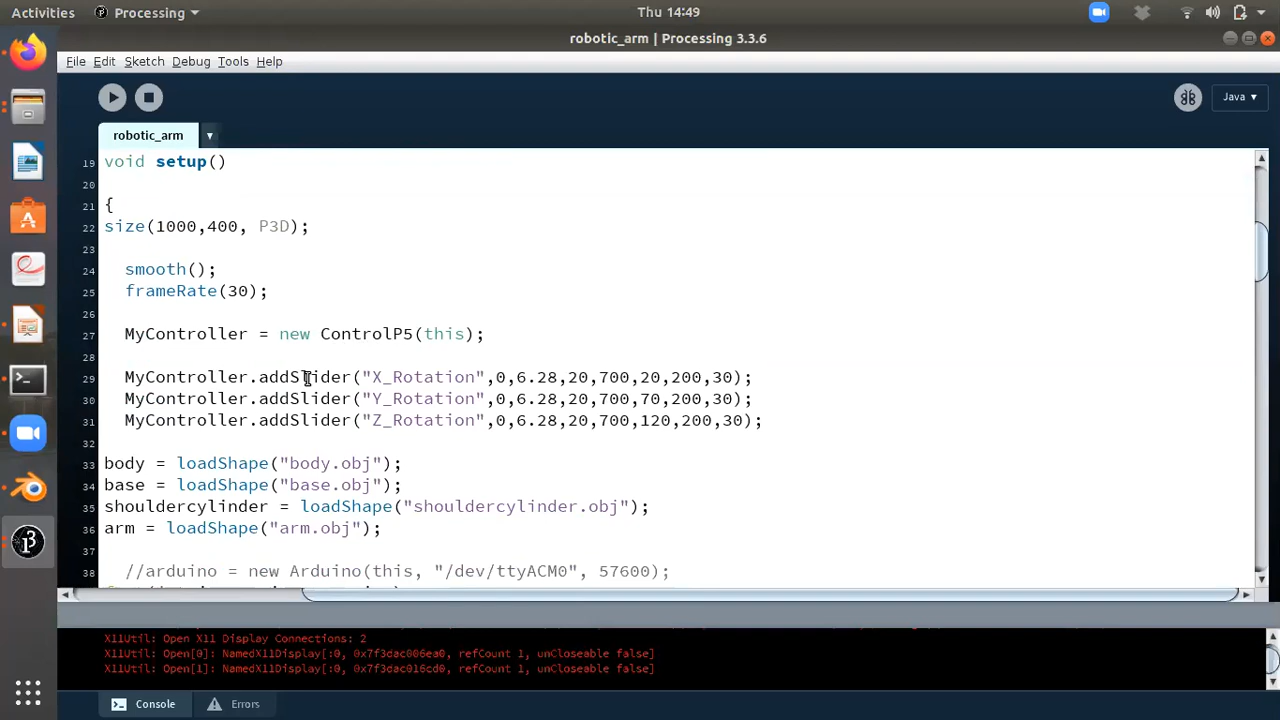 Activities
Processing
Thu 14:49
robotic_arm | Processing 3.3.6
File Edit Sketch Debug Tools Help
Java
robotic_arm
19 void setup()
20
21 {
22 size(1000,400, P3D);
23
24 smooth();
25 frameRate(30);
26
27 MyController = new ControlP5(this);
28
29 MyController.addSlider("X_Rotation",0,6.28,20,700,20,200,30);
30 MyController.addSlider("Y_Rotation",0,6.28,20,700,70,200,30);
31 MyController.addSlider("Z_Rotation",0,6.28,20,700,120,200,30);
32
33 body = loadShape("body.obj");
34 base = loadShape("base.obj");
35 shouldercylinder = loadShape("shouldercylinder.obj");
36 arm = loadShape("arm.obj");
37
38 //arduino = new Arduino(this, "/dev/ttyACM0", 57600);
X11Util: Open X11 Display Connections: 2
X11Util: Open[0]: NamedX11Display[:0, 0x7f3dac006ea0, refCount 1, unCloseable false]
X11Util: Open[1]: NamedX11Display[:0, 0x7f3dac016cd0, refCount 1, unCloseable false]
Console
Errors